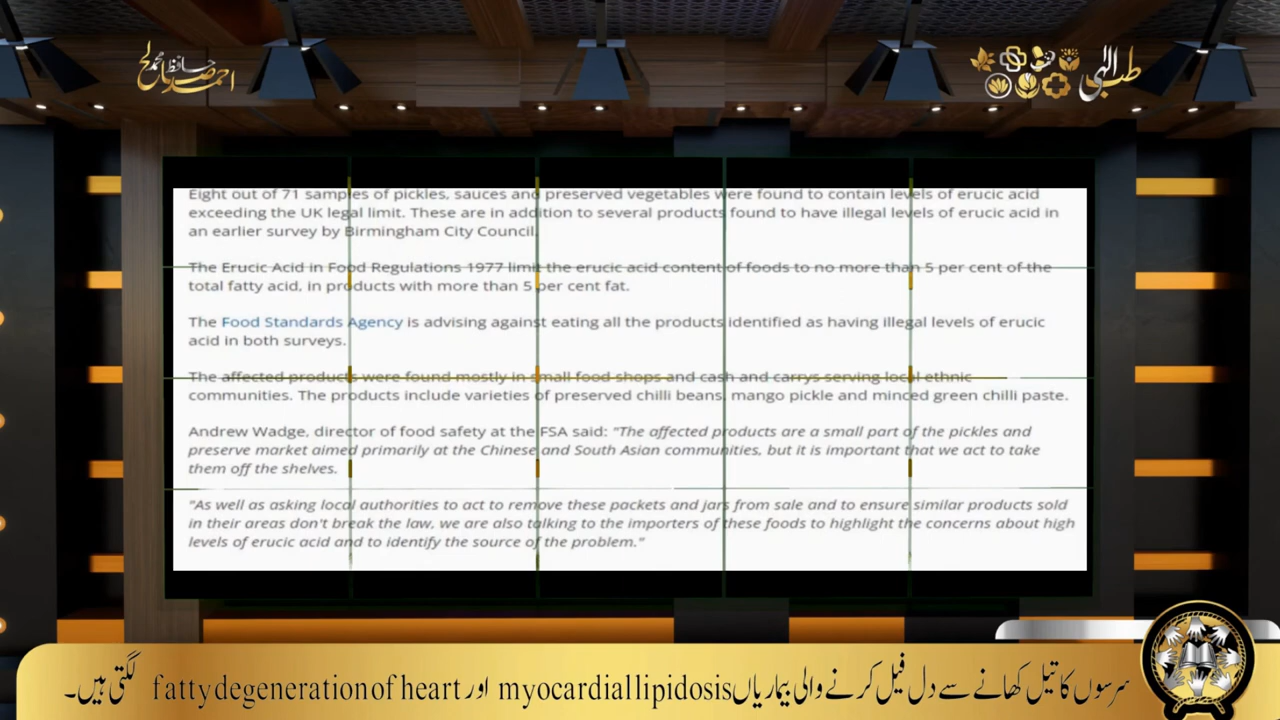 حافظ محمد
احمد صالح
طب الٰہی
Eight out of 71 samples of pickles, sauces and preserved vegetables were found to contain levels of erucic acid
exceeding the UK legal limit. These are in addition to several products found to have illegal levels of erucic acid in
an earlier survey by Birmingham City Council.
The Erucic Acid in Food Regulations 1977 limit the erucic acid content of foods to no more than 5 per cent of the
total fatty acid, in products with more than 5 per cent fat.
The Food Standards Agency is advising against eating all the products identified as having illegal levels of erucic
acid in both surveys.
The affected products were found mostly in small food shops and cash and carrys serving local ethnic
communities. The products include varieties of preserved chilli beans, mango pickle and minced green chilli paste.
Andrew Wadge, director of food safety at the FSA said: "The affected products are a small part of the pickles and
preserve market aimed primarily at the Chinese and South Asian communities, but it is important that we act to take
them off the shelves.
"As well as asking local authorities to act to remove these packets and jars from sale and to ensure similar products sold
in their areas don't break the law, we are also talking to the importers of these foods to highlight the concerns about high
levels of erucic acid and to identify the source of the problem."
سرسوں کا تیل کھانے سے دل فیل کرنے والی بیماریاں myocardial lipidosis اور fatty degeneration of heart لگتی ہیں۔